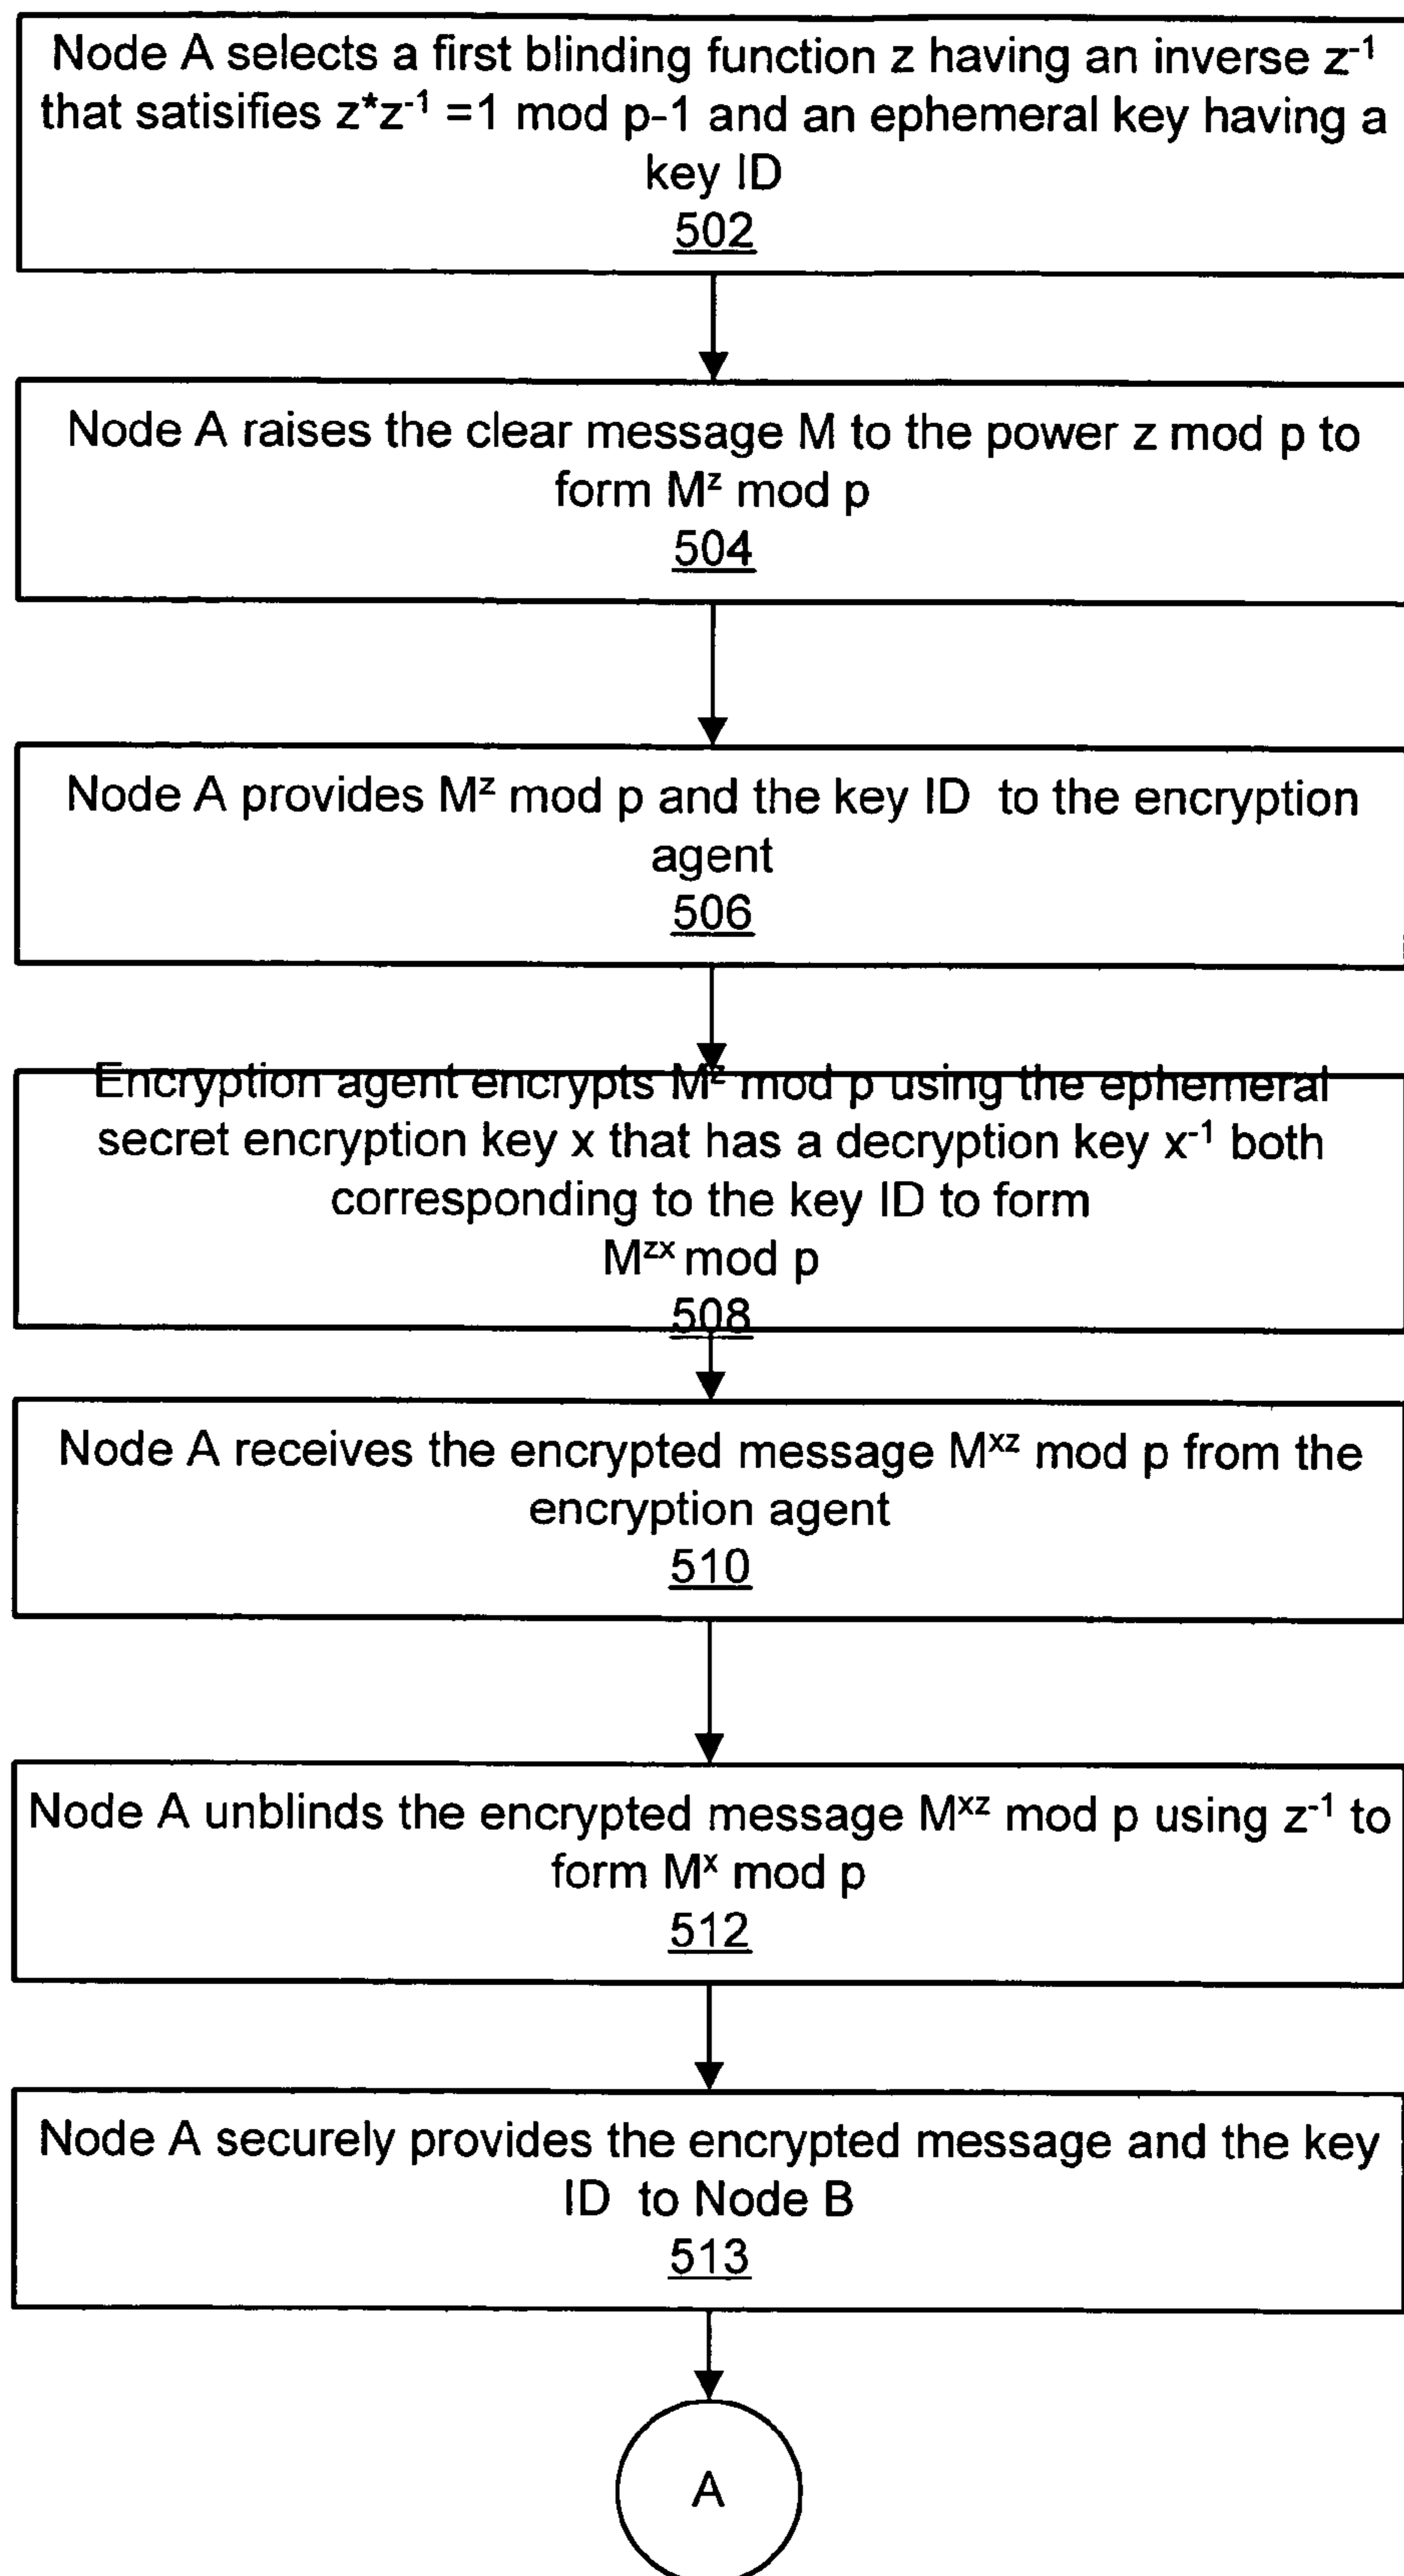 Node A selects a first blinding function z having an inverse z⁻¹
that satisifies z*z⁻¹ =1 mod p-1 and an ephemeral key having a
key ID
502
Node A raises the clear message M to the power z mod p to
form Mᶻ mod p
504
Node A provides Mᶻ mod p and the key ID to the encryption
agent
506
Encryption agent encrypts Mᶻ mod p using the ephemeral
secret encryption key x that has a decryption key x⁻¹ both
corresponding to the key ID to form
Mᶻˣ mod p
508
Node A receives the encrypted message Mˣᶻ mod p from the
encryption agent
510
Node A unblinds the encrypted message Mˣᶻ mod p using z⁻¹ to
form Mˣ mod p
512
Node A securely provides the encrypted message and the key
ID to Node B
513
A